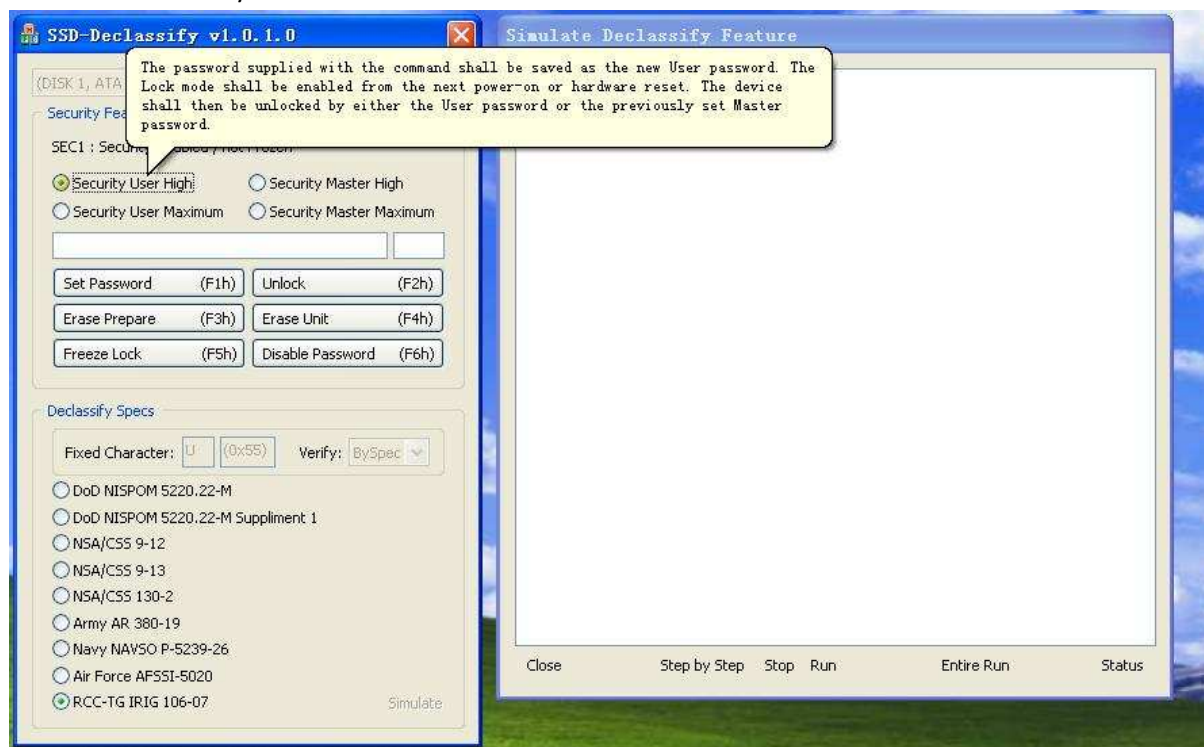 SSD-Declassify v1.0.1.0
Simulate Declassify Feature
The password supplied with the command shall be saved as the new User password. The
Lock mode shall be enabled from the next power-on or hardware reset. The device
shall then be unlocked by either the User password or the previously set Master
password.
(DISK 1, ATA
Security Fea
SEC1 : Secur
Security User High
Security Master High
Security User Maximum
Security Master Maximum
Set Password (F1h)
Unlock (F2h)
Erase Prepare (F3h)
Erase Unit (F4h)
Freeze Lock (F5h)
Disable Password (F6h)
Declassify Specs
Fixed Character: U (0x55) Verify: BySpec
DoD NISPOM 5220.22-M
DoD NISPOM 5220.22-M Suppliment 1
NSA/CSS 9-12
NSA/CSS 9-13
NSA/CSS 130-2
Army AR 380-19
Navy NAVSO P-5239-26
Air Force AFSSI-5020
RCC-TG IRIG 106-07
Simulate
Close Step by Step Stop Run Entire Run Status